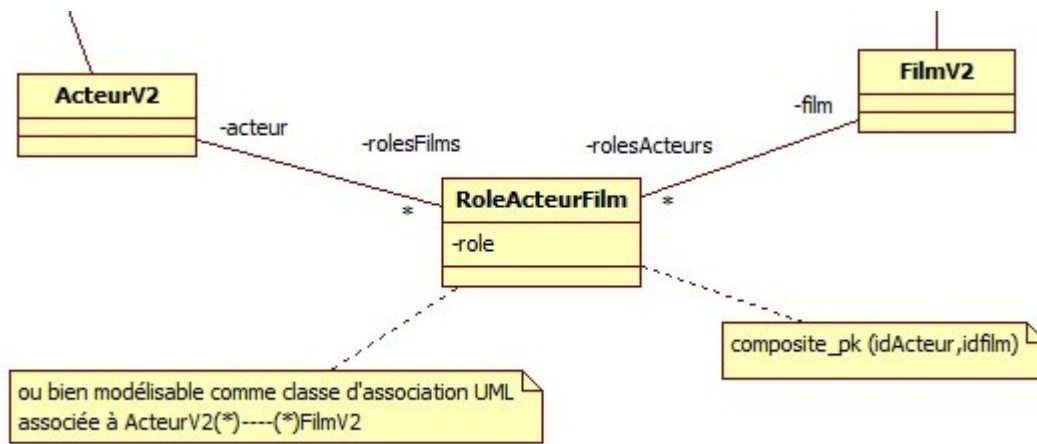 ActeurV2
FilmV2
-acteur
-film
-rolesFilms
-rolesActeurs
*
*
RoleActeurFilm
-role
composite_pk (idActeur,idfilm)
ou bien modélisable comme classe d'association UML
associée à ActeurV2(*)----(*)FilmV2